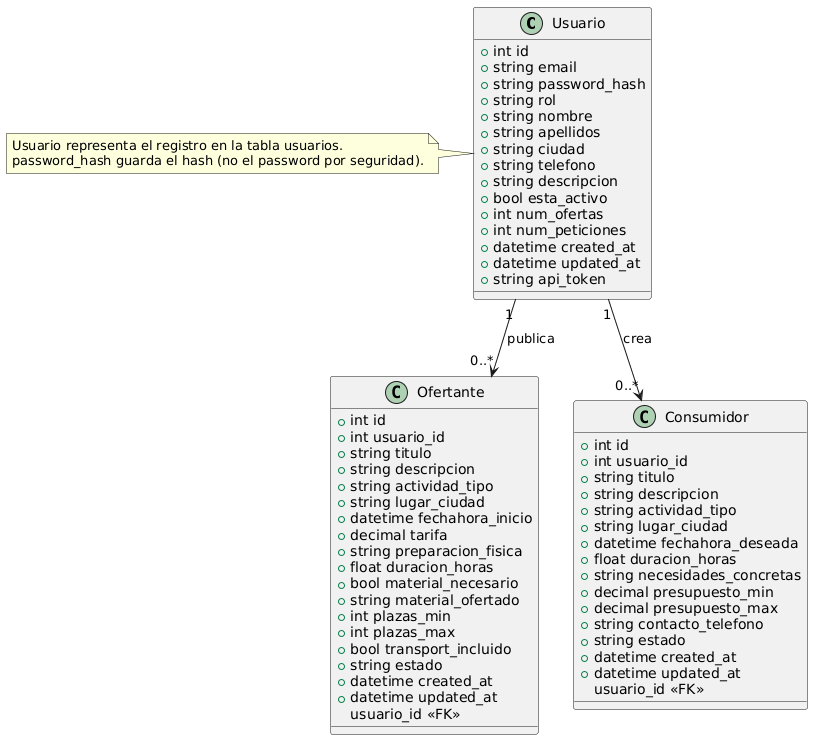 C Usuario
int id
string email
string password_hash
string rol
string nombre
string apellidos
string ciudad
string telefono
string descripcion
bool esta_activo
int num_ofertas
int num_peticiones
datetime created_at
datetime updated_at
string api_token
Usuario representa el registro en la tabla usuarios.
password_hash guarda el hash (no el password por seguridad).
1
publica
0..*
1
crea
0..*
C Ofertante
int id
int usuario_id
string titulo
string descripcion
string actividad_tipo
string lugar_ciudad
datetime fechahora_inicio
decimal tarifa
string preparacion_fisica
float duracion_horas
bool material_necesario
string material_ofertado
int plazas_min
int plazas_max
bool transport_incluido
string estado
datetime created_at
datetime updated_at
usuario_id «FK»
C Consumidor
int id
int usuario_id
string titulo
string descripcion
string actividad_tipo
string lugar_ciudad
datetime fechahora_deseada
float duracion_horas
string necesidades_concretas
decimal presupuesto_min
decimal presupuesto_max
string contacto_telefono
string estado
datetime created_at
datetime updated_at
usuario_id «FK»